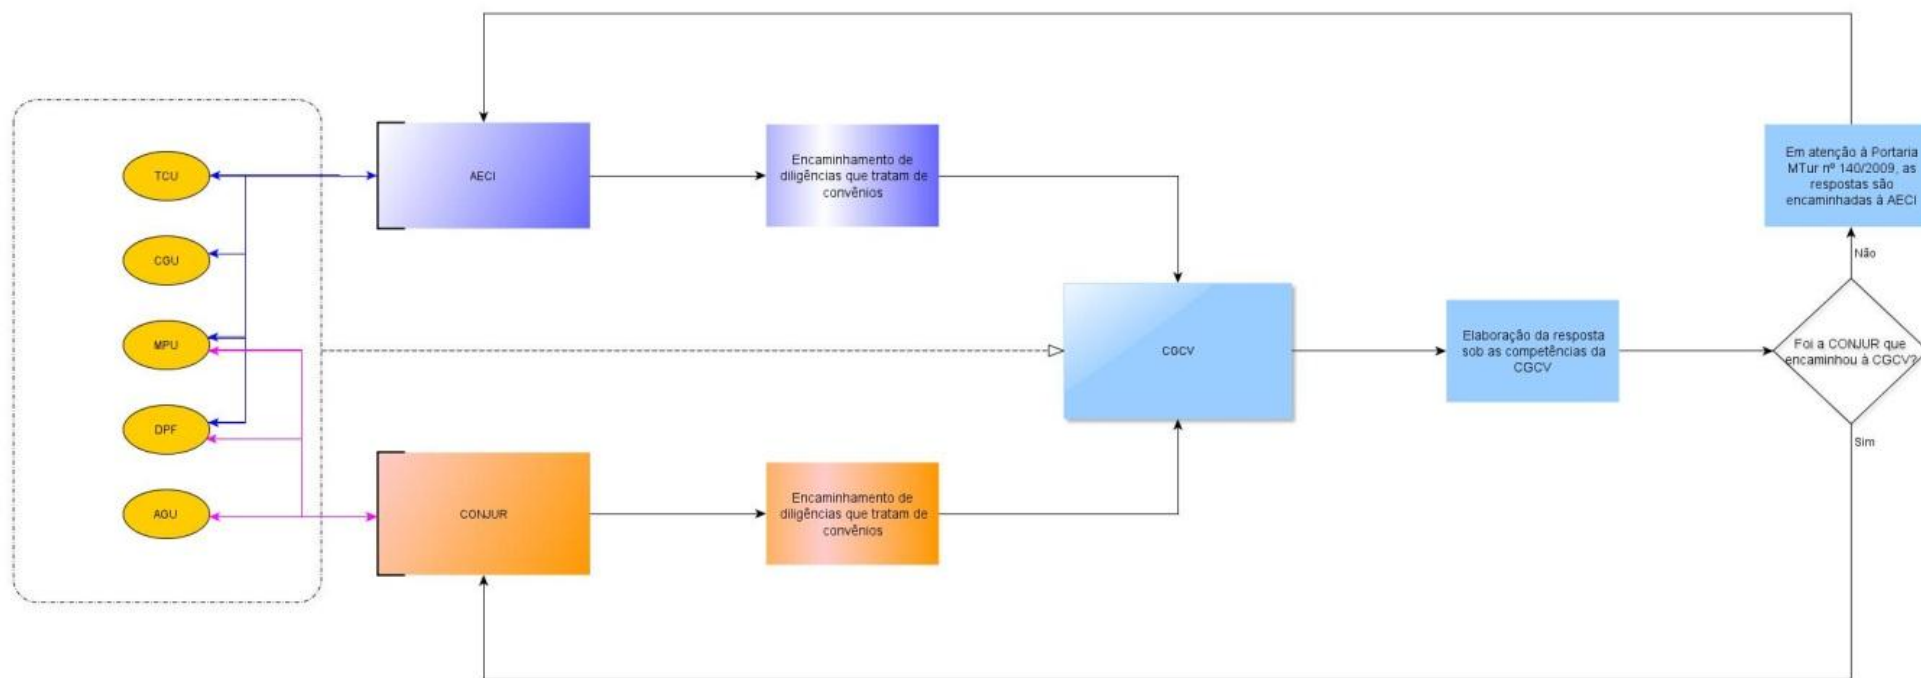 TCU
CGU
MPU
DPF
AGU
AECI
Encaminhamento de
diligências que tratam de
convênios
CONJUR
Encaminhamento de
diligências que tratam de
convênios
CGCV
Elaboração da resposta
sob as competências da
CGCV
Em atenção à Portaria
MTur nº 140/2009, as
respostas são
encaminhadas à AECI
Não
Foi a CONJUR que
encaminhou à CGCV?
Sim